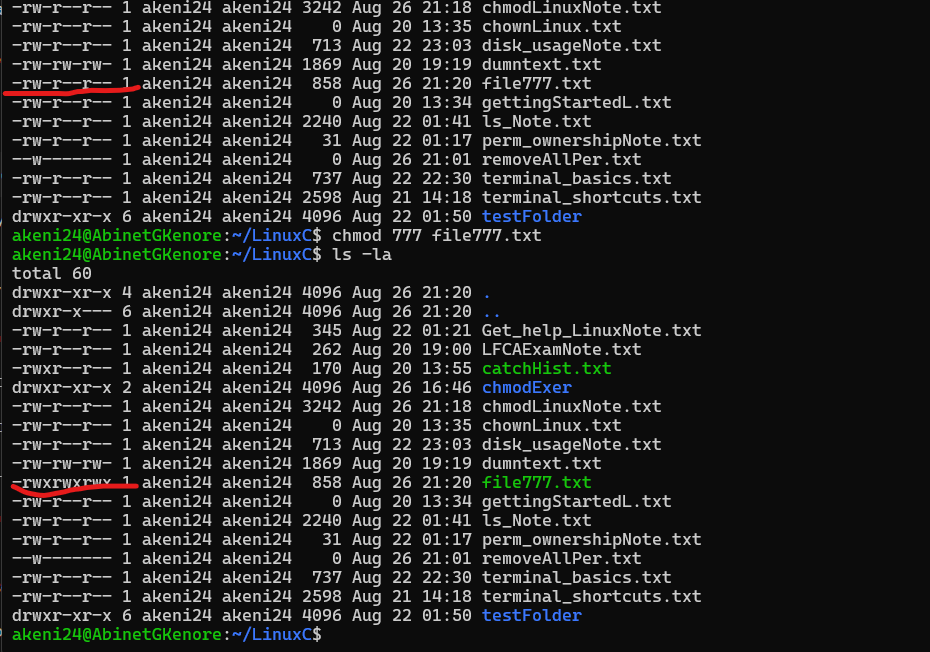 -rw-r--r-- 1 akeni24 akeni24 3242 Aug 26 21:18 chmodLinuxNote.txt
-rw-r--r-- 1 akeni24 akeni24    0 Aug 20 13:35 chownLinux.txt
-rw-r--r-- 1 akeni24 akeni24  713 Aug 22 23:03 disk_usageNote.txt
-rw-rw-rw- 1 akeni24 akeni24 1869 Aug 20 19:19 dumntext.txt
-rw-r--r-- 1 akeni24 akeni24  858 Aug 26 21:20 file777.txt
-rw-r--r-- 1 akeni24 akeni24    0 Aug 20 13:34 gettingStartedL.txt
-rw-r--r-- 1 akeni24 akeni24 2240 Aug 22 01:41 ls_Note.txt
-rw-r--r-- 1 akeni24 akeni24   31 Aug 22 01:17 perm_ownershipNote.txt
--w------- 1 akeni24 akeni24    0 Aug 26 21:01 removeAllPer.txt
-rw-r--r-- 1 akeni24 akeni24  737 Aug 22 22:30 terminal_basics.txt
-rw-r--r-- 1 akeni24 akeni24 2598 Aug 21 14:18 terminal_shortcuts.txt
drwxr-xr-x 6 akeni24 akeni24 4096 Aug 22 01:50 testFolder
akeni24@AbinetGKenore:~/LinuxC$ chmod 777 file777.txt
akeni24@AbinetGKenore:~/LinuxC$ ls -la
total 60
drwxr-xr-x 4 akeni24 akeni24 4096 Aug 26 21:20 .
drwxr-x--- 6 akeni24 akeni24 4096 Aug 26 21:20 ..
-rw-r--r-- 1 akeni24 akeni24  345 Aug 22 01:21 Get_help_LinuxNote.txt
-rw-r--r-- 1 akeni24 akeni24  262 Aug 20 19:00 LFCAExamNote.txt
-rwxr--r-- 1 akeni24 akeni24  170 Aug 20 13:55 catchHist.txt
drwxr-xr-x 2 akeni24 akeni24 4096 Aug 26 16:46 chmodExer
-rw-r--r-- 1 akeni24 akeni24 3242 Aug 26 21:18 chmodLinuxNote.txt
-rw-r--r-- 1 akeni24 akeni24    0 Aug 20 13:35 chownLinux.txt
-rw-r--r-- 1 akeni24 akeni24  713 Aug 22 23:03 disk_usageNote.txt
-rw-rw-rw- 1 akeni24 akeni24 1869 Aug 20 19:19 dumntext.txt
-rwxrwxrwx 1 akeni24 akeni24  858 Aug 26 21:20 file777.txt
-rw-r--r-- 1 akeni24 akeni24    0 Aug 20 13:34 gettingStartedL.txt
-rw-r--r-- 1 akeni24 akeni24 2240 Aug 22 01:41 ls_Note.txt
-rw-r--r-- 1 akeni24 akeni24   31 Aug 22 01:17 perm_ownershipNote.txt
--w------- 1 akeni24 akeni24    0 Aug 26 21:01 removeAllPer.txt
-rw-r--r-- 1 akeni24 akeni24  737 Aug 22 22:30 terminal_basics.txt
-rw-r--r-- 1 akeni24 akeni24 2598 Aug 21 14:18 terminal_shortcuts.txt
drwxr-xr-x 6 akeni24 akeni24 4096 Aug 22 01:50 testFolder
akeni24@AbinetGKenore:~/LinuxC$